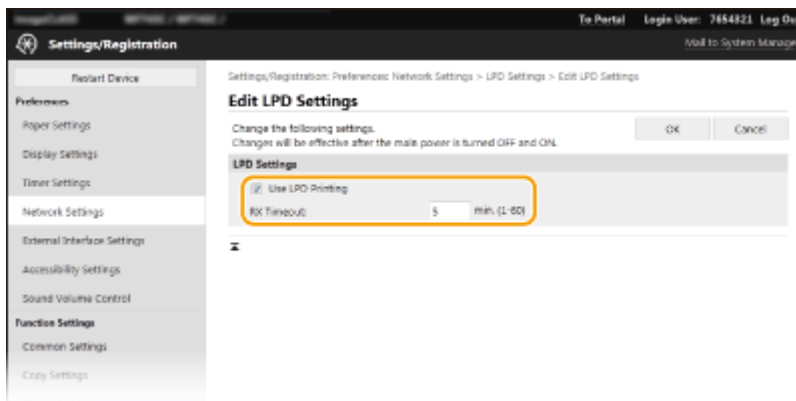 To Portal Login User: 7654321 Log Ou
Settings/Registration
Mail to System Manage
Restart Device
Preferences
Paper Settings
Display Settings
Timer Settings
Network Settings
External Interface Settings
Accessibility Settings
Sound Volume Control
Function Settings
Common Settings
Copy Settings
Settings/Registration: Preferences: Network Settings > LPD Settings > Edit LPD Settings
Edit LPD Settings
Change the following settings.
Changes will be effective after the main power is turned OFF and ON.
OK Cancel
LPD Settings
Use LPD Printing
RX Timeout: 5 min. (1-60)